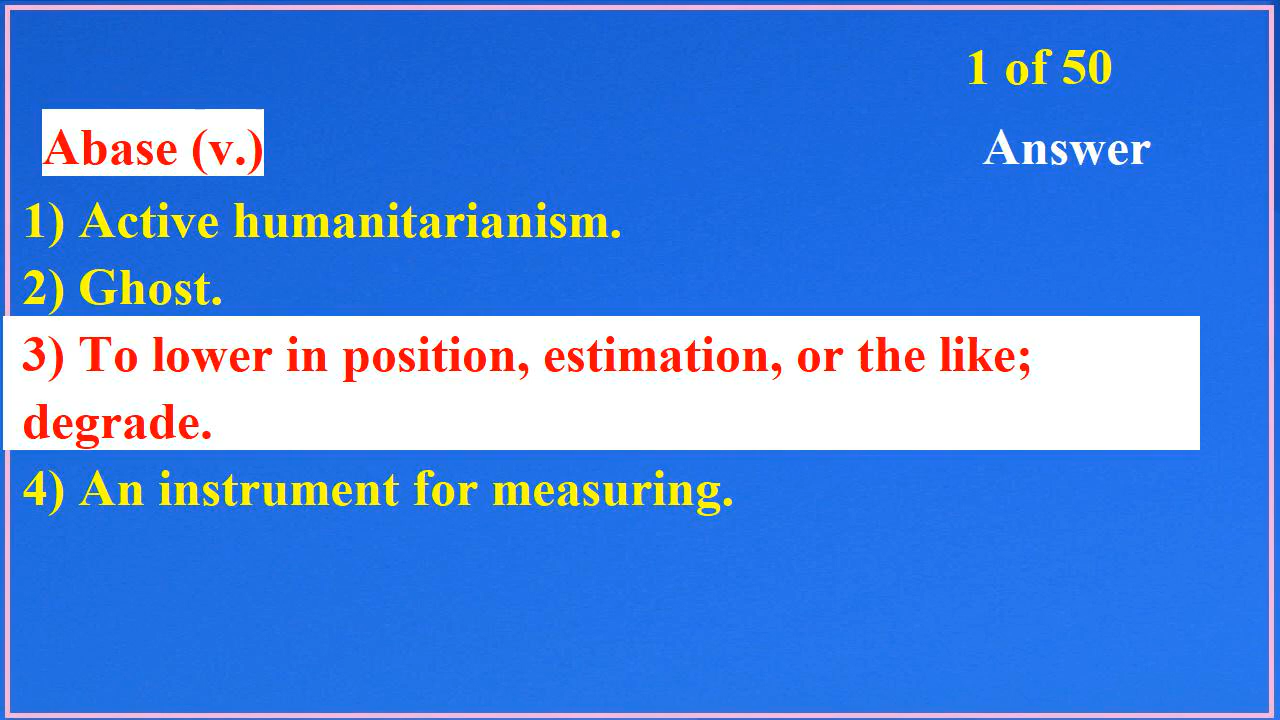 1 of 50
Abase (v.)
Answer
1) Active humanitarianism.
2) Ghost.
3) To lower in position, estimation, or the like;
degrade.
4) An instrument for measuring.